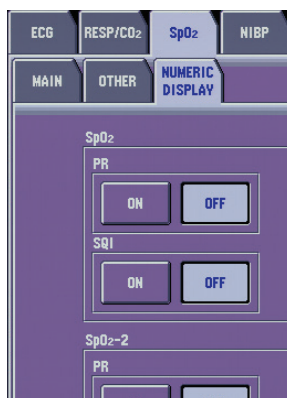 ECG RESP/CO₂ SpO₂ NIBP
MAIN OTHER NUMERIC DISPLAY
SpO₂
PR
ON OFF
SQI
ON OFF
SpO₂-2
PR